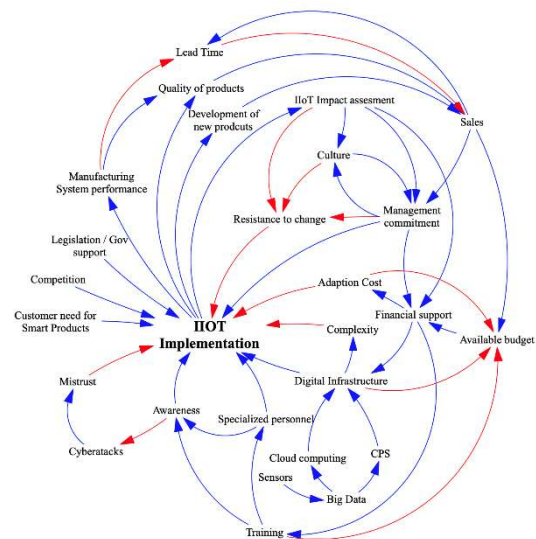 Lead Time
Quality of products
Development of
new prodcuts
IIoT Impact assesment
Sales
Culture
Manufacturing
System performance
Resistance to change
Management
commitment
Legislation / Gov
support
Adaption Cost
Competition
Financial support
Customer need for
Smart Products
IIOT
Implementation
Complexity
Available budget
Mistrust
Digital Infrastructure
Awareness
Specialized personnel
Cyberatacks
Cloud computing
CPS
Sensors
Big Data
Training